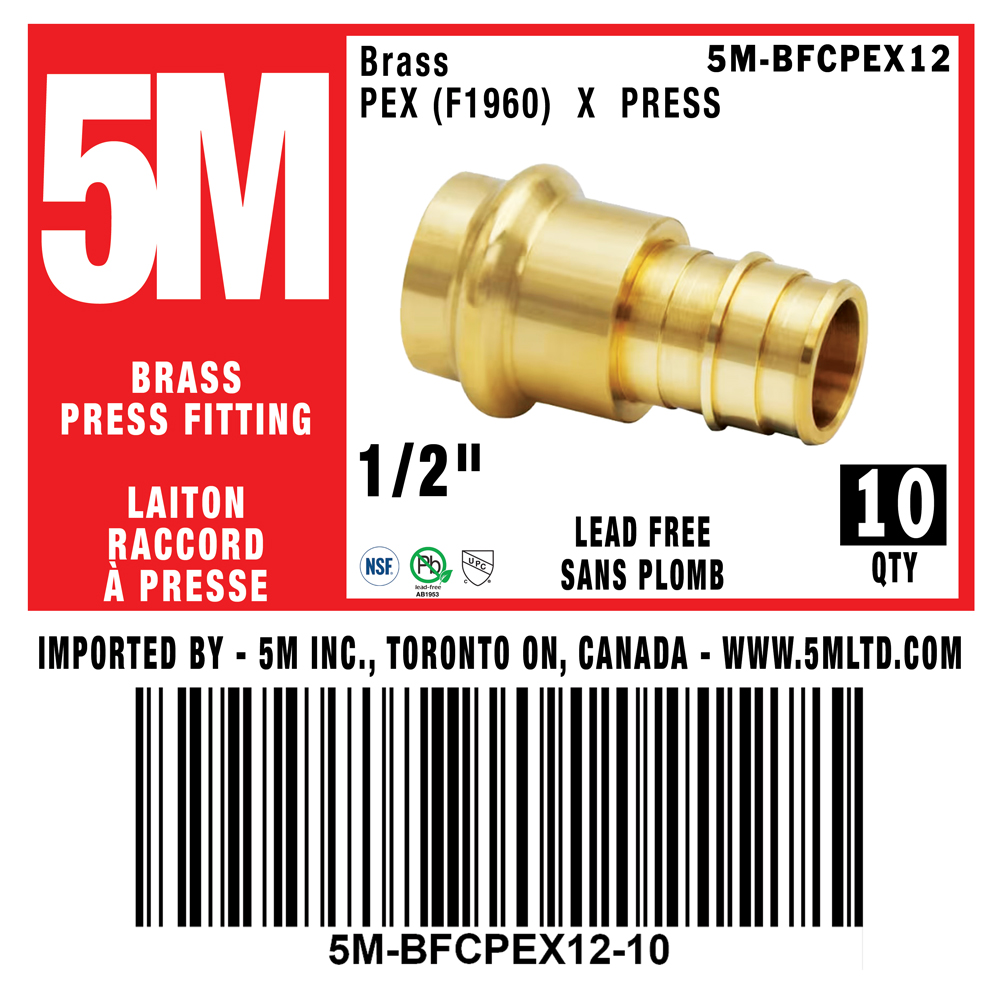 5M
BRASS
PRESS FITTING
LAITON
RACCORD
À PRESSE
Brass
5M-BFCPEX12
PEX (F1960) X PRESS
1/2"
NSF
Pb
lead-free
AB1953
UPC
C ®
LEAD FREE
SANS PLOMB
10
QTY
IMPORTED BY - 5M INC., TORONTO ON, CANADA - WWW.5MLTD.COM
5M-BFCPEX12-10